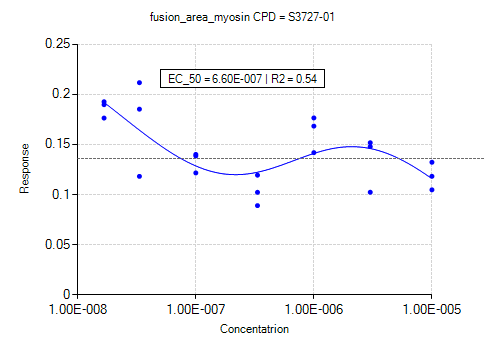 fusion_area_myosin CPD = S3727-01
0.25
EC_50 = 6.60E-007 | R2 = 0.54
0.2
0.15
Response
0.1
0.05
0
1.00E-008 1.00E-007 1.00E-006 1.00E-005
Concentatrion